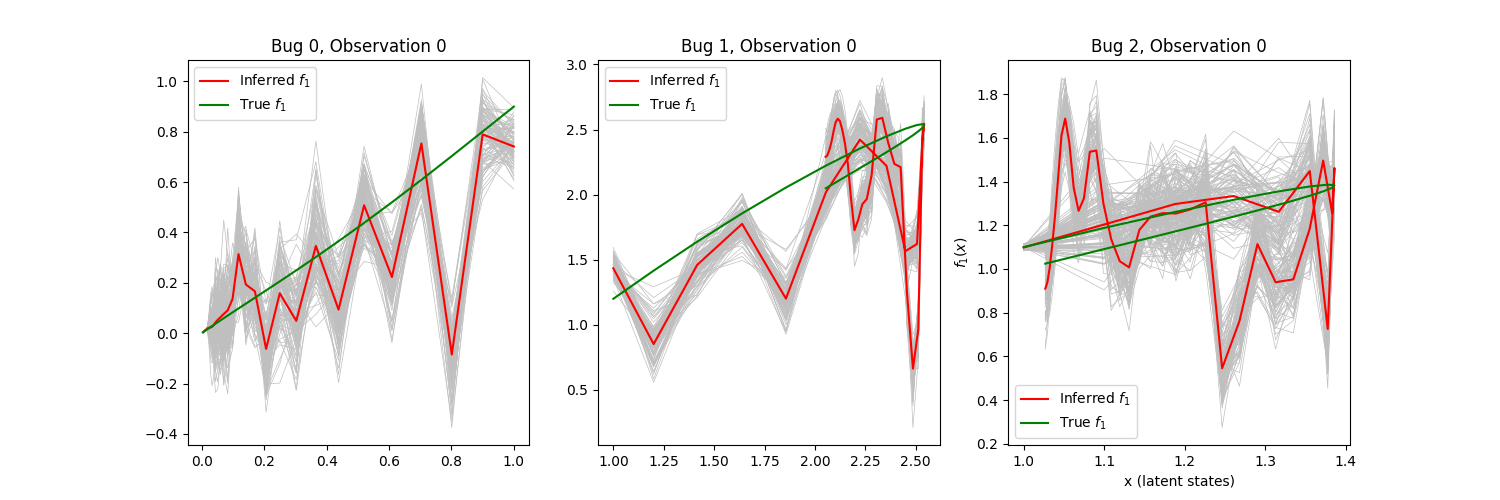 Bug 0, Observation 0
Inferred f₁
True f₁
1.0
0.8
0.6
0.4
0.2
0.0
−0.2
−0.4
0.0 0.2 0.4 0.6 0.8 1.0
Bug 1, Observation 0
Inferred f₁
True f₁
3.0
2.5
2.0
1.5
1.0
0.5
1.00 1.25 1.50 1.75 2.00 2.25 2.50
Bug 2, Observation 0
f₁(x)
1.8
1.6
1.4
1.2
1.0
0.8
0.6
0.4
0.2
Inferred f₁
True f₁
1.0 1.1 1.2 1.3 1.4
x (latent states)